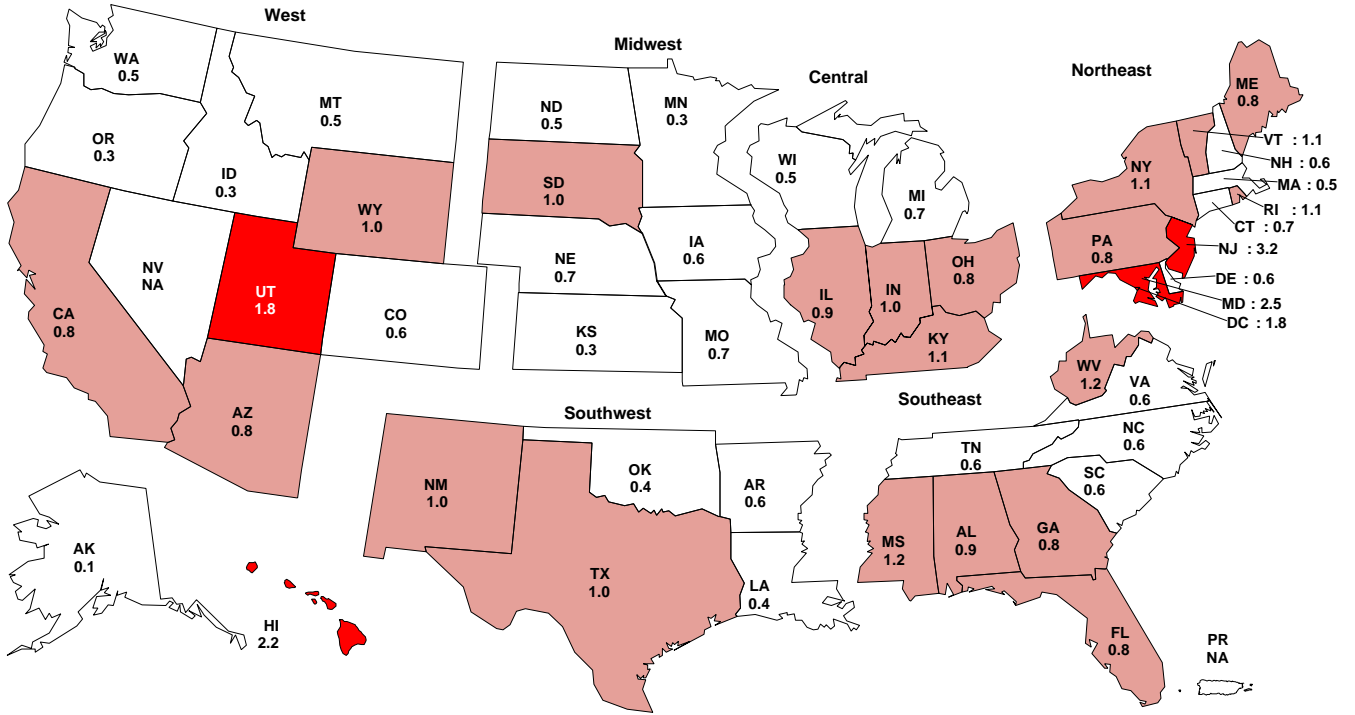 West
Midwest
Central
Northeast
Southwest
Southeast
WA
0.5
MT
0.5
OR
0.3
ID
0.3
WY
1.0
NV
NA
UT
1.8
CO
0.6
CA
0.8
AZ
0.8
AK
0.1
HI
2.2
ND
0.5
MN
0.3
SD
1.0
NE
0.7
IA
0.6
KS
0.3
MO
0.7
WI
0.5
MI
0.7
IL
0.9
IN
1.0
OH
0.8
KY
1.1
ME
0.8
VT : 1.1
NH : 0.6
MA : 0.5
RI : 1.1
CT : 0.7
NJ : 3.2
DE : 0.6
MD : 2.5
DC : 1.8
NY
1.1
PA
0.8
NM
1.0
OK
0.4
AR
0.6
TX
1.0
LA
0.4
WV
1.2
VA
0.6
TN
0.6
NC
0.6
SC
0.6
MS
1.2
AL
0.9
GA
0.8
FL
0.8
PR
NA